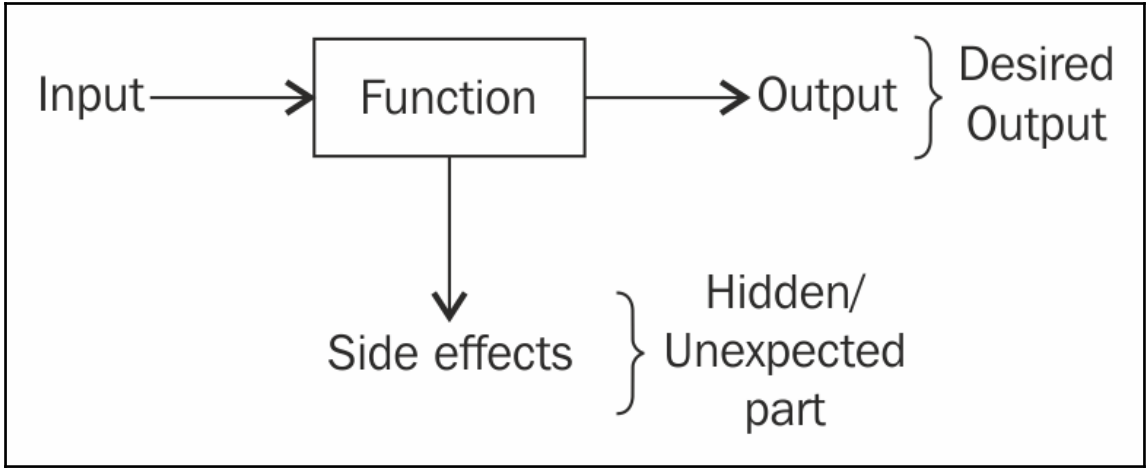 Input
Function
Output
Desired
Output
Side effects
Hidden/
Unexpected
part